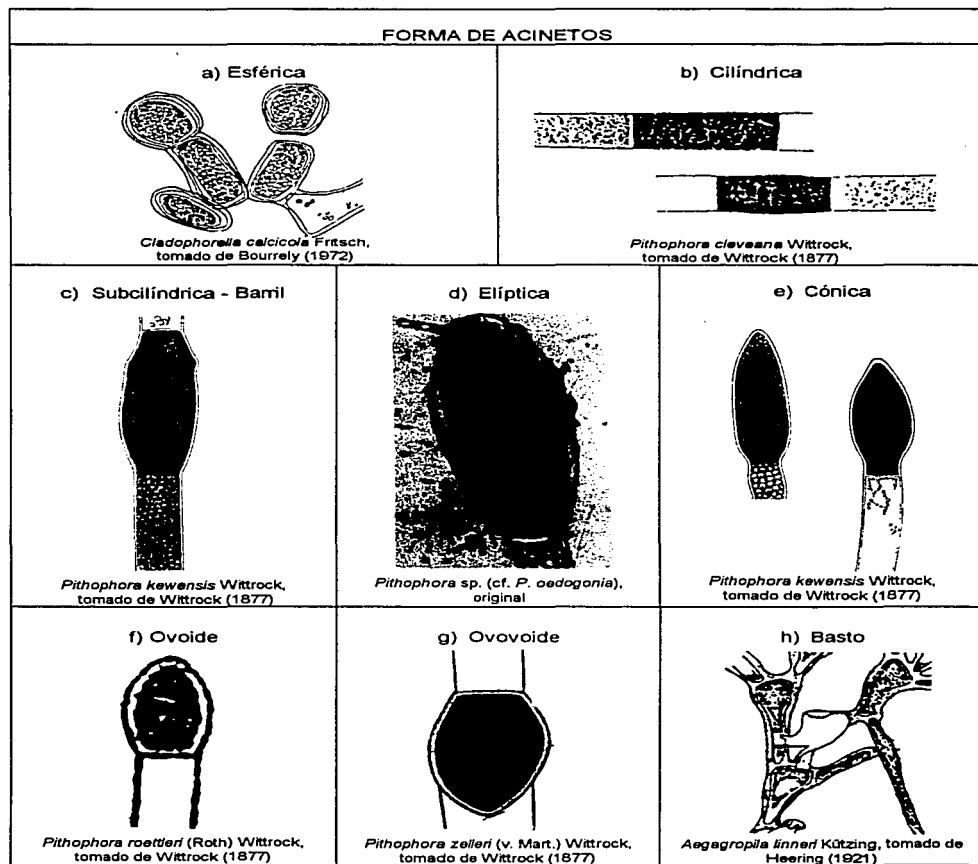 FORMA DE ACINETOS
a) Esférica
Cladophorella calcicola Fritsch,
tomado de Bourrely (1972)
b) Cilíndrica
Pithophora cleveana Wittrock,
tomado de Wittrock (1877)
c) Subcilíndrica - Barril
Pithophora kewensis Wittrock,
tomado de Wittrock (1877)
d) Elíptica
Pithophora sp. (cf. P. oedogonia),
original
e) Cónica
Pithophora kewensis Wittrock,
tomado de Wittrock (1877)
f) Ovoide
Pithophora roettleri (Roth) Wittrock,
tomado de Wittrock (1877)
g) Ovovoide
Pithophora zelleri (v. Mart.) Wittrock,
tomado de Wittrock (1877)
h) Basto
Aegagropila linneri Kützing, tomado de
Heering (1921)